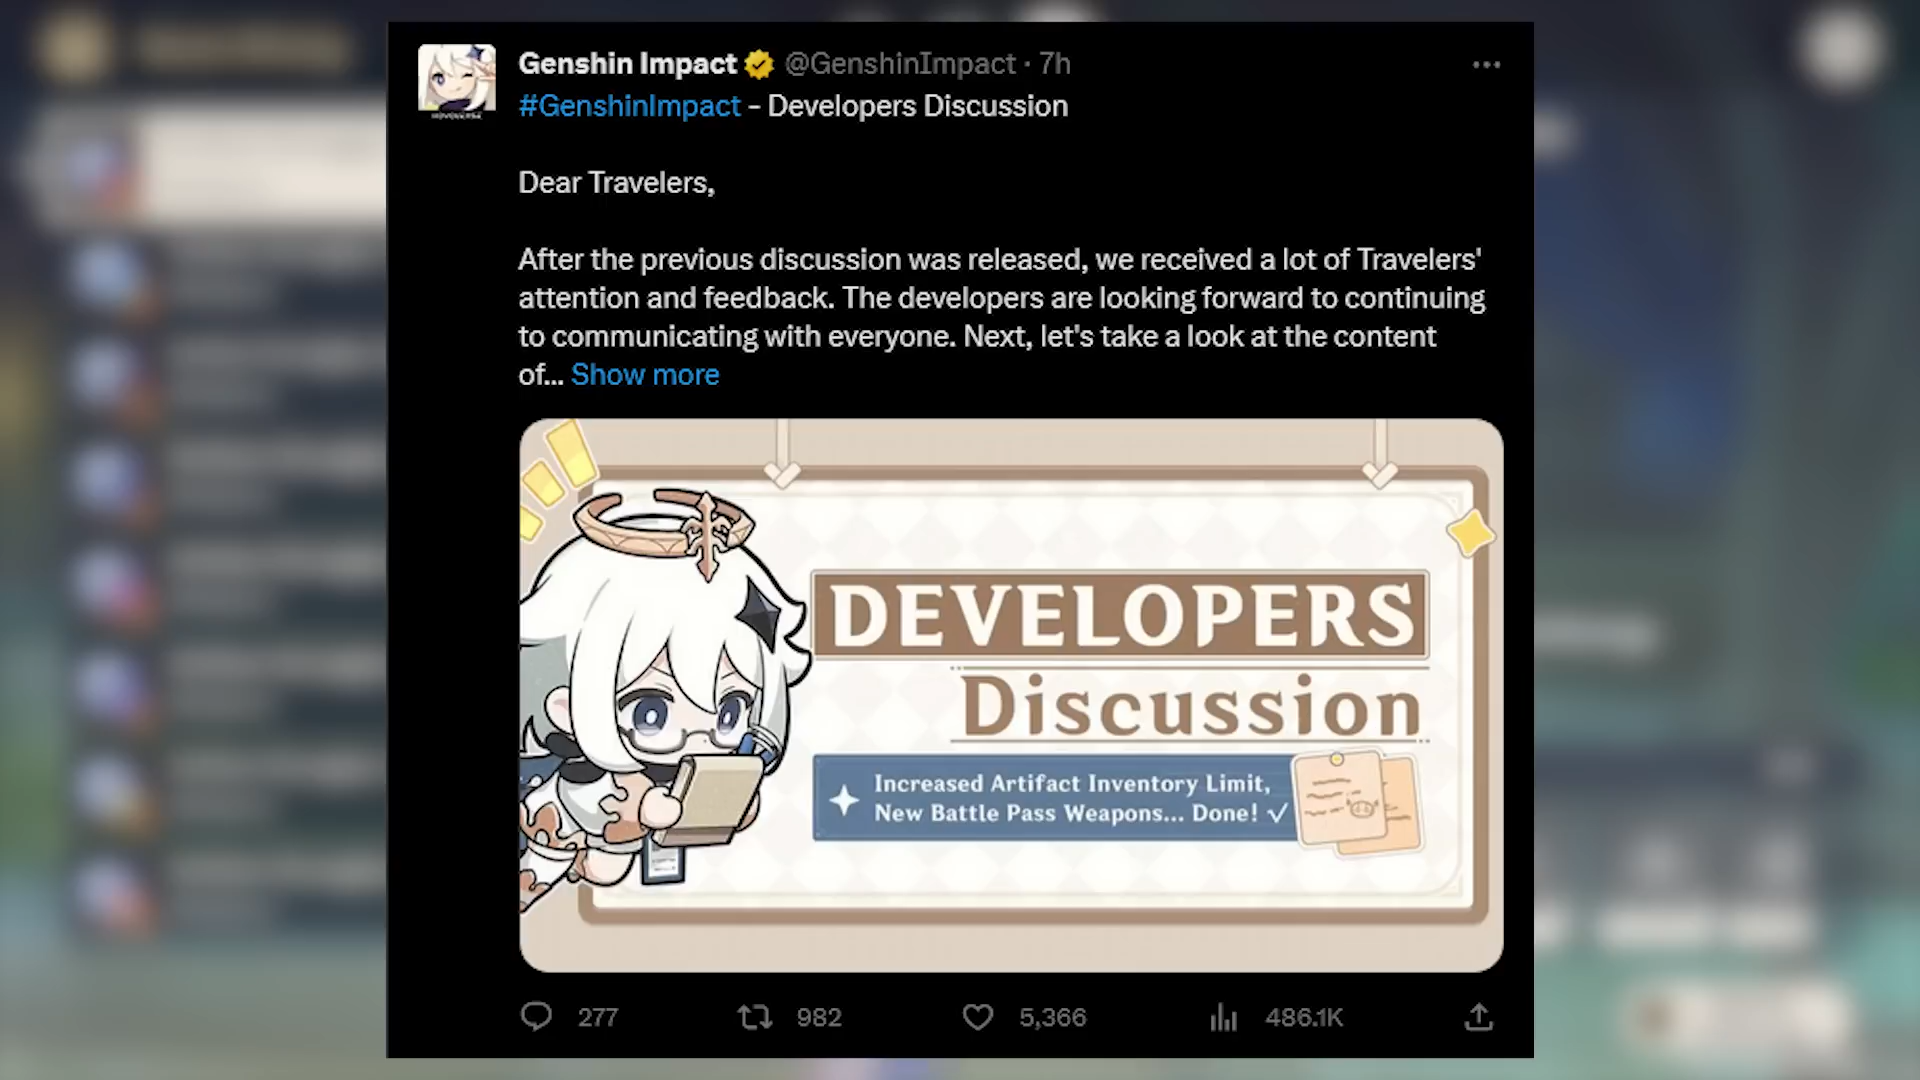 Genshin Impact @GenshinImpact · 7h
#GenshinImpact - Developers Discussion
Dear Travelers,
After the previous discussion was released, we received a lot of Travelers'
attention and feedback. The developers are looking forward to continuing
to communicating with everyone. Next, let's take a look at the content
of... Show more
DEVELOPERS
Discussion
Increased Artifact Inventory Limit,
New Battle Pass Weapons... Done! ✓
277 982 5,366 486.1K